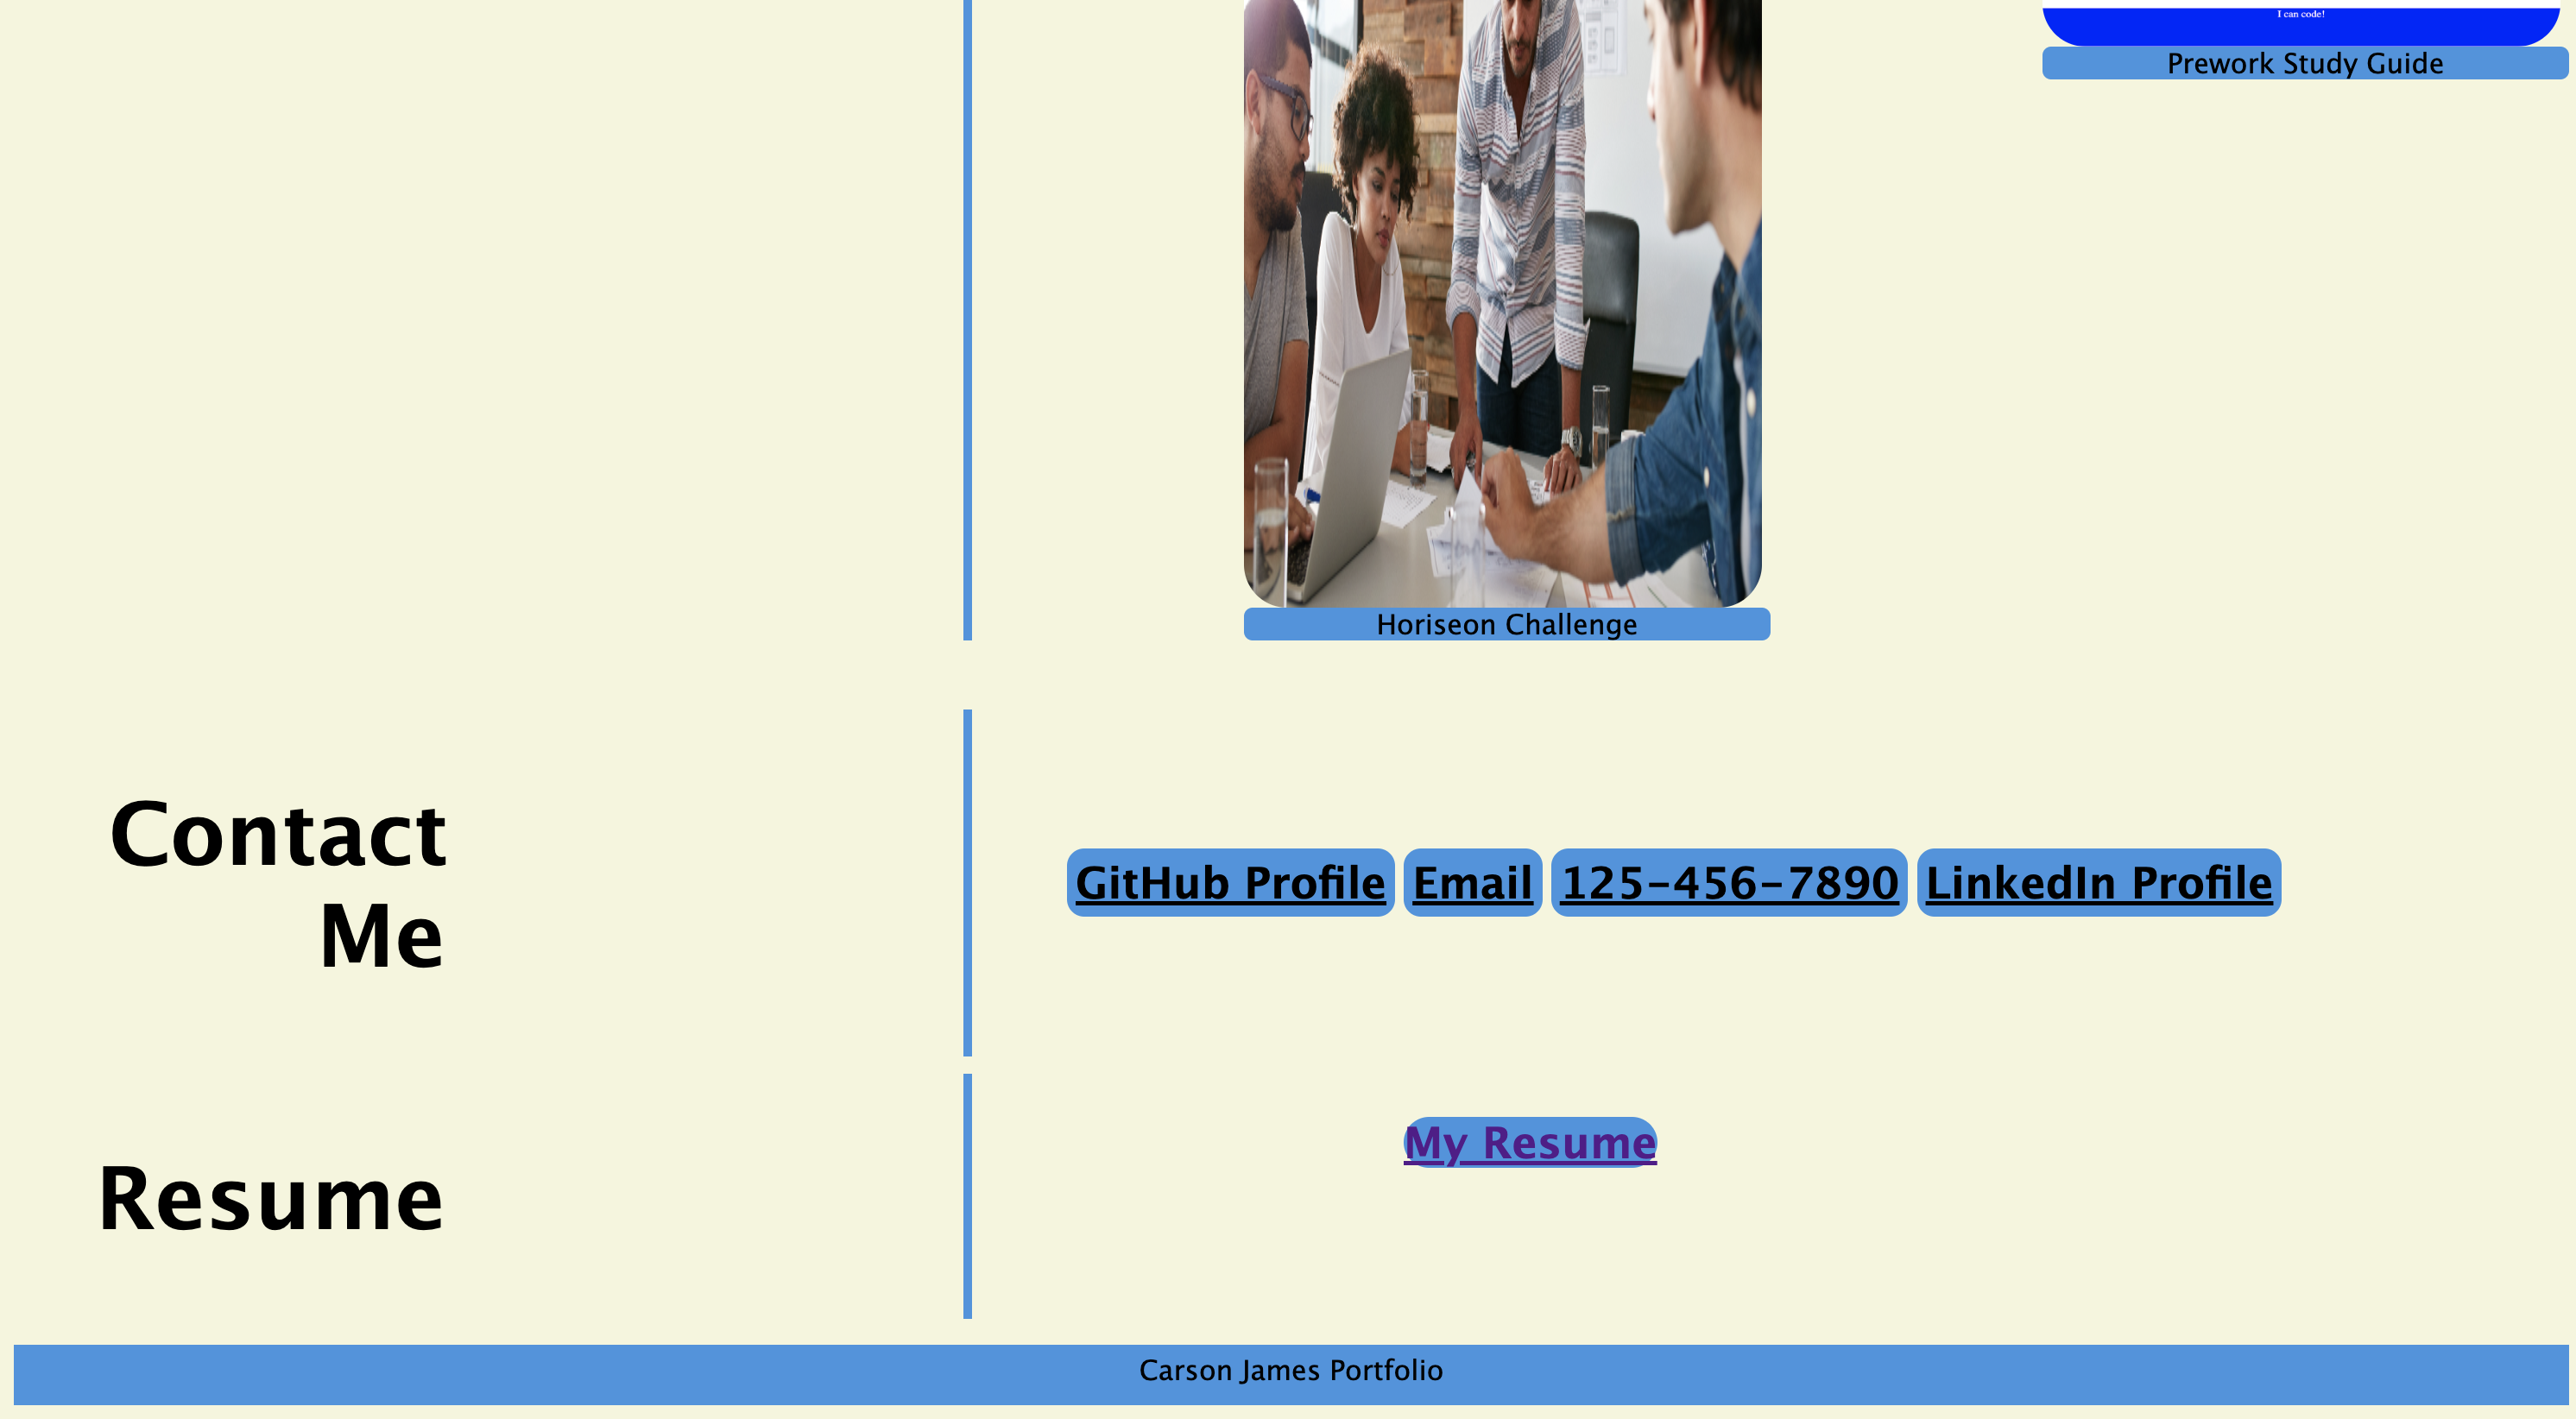 I can code!
Prework Study Guide
Horiseon Challenge
Contact
Me
GitHub Profile Email 125-456-7890 LinkedIn Profile
My Resume
Resume
Carson James Portfolio